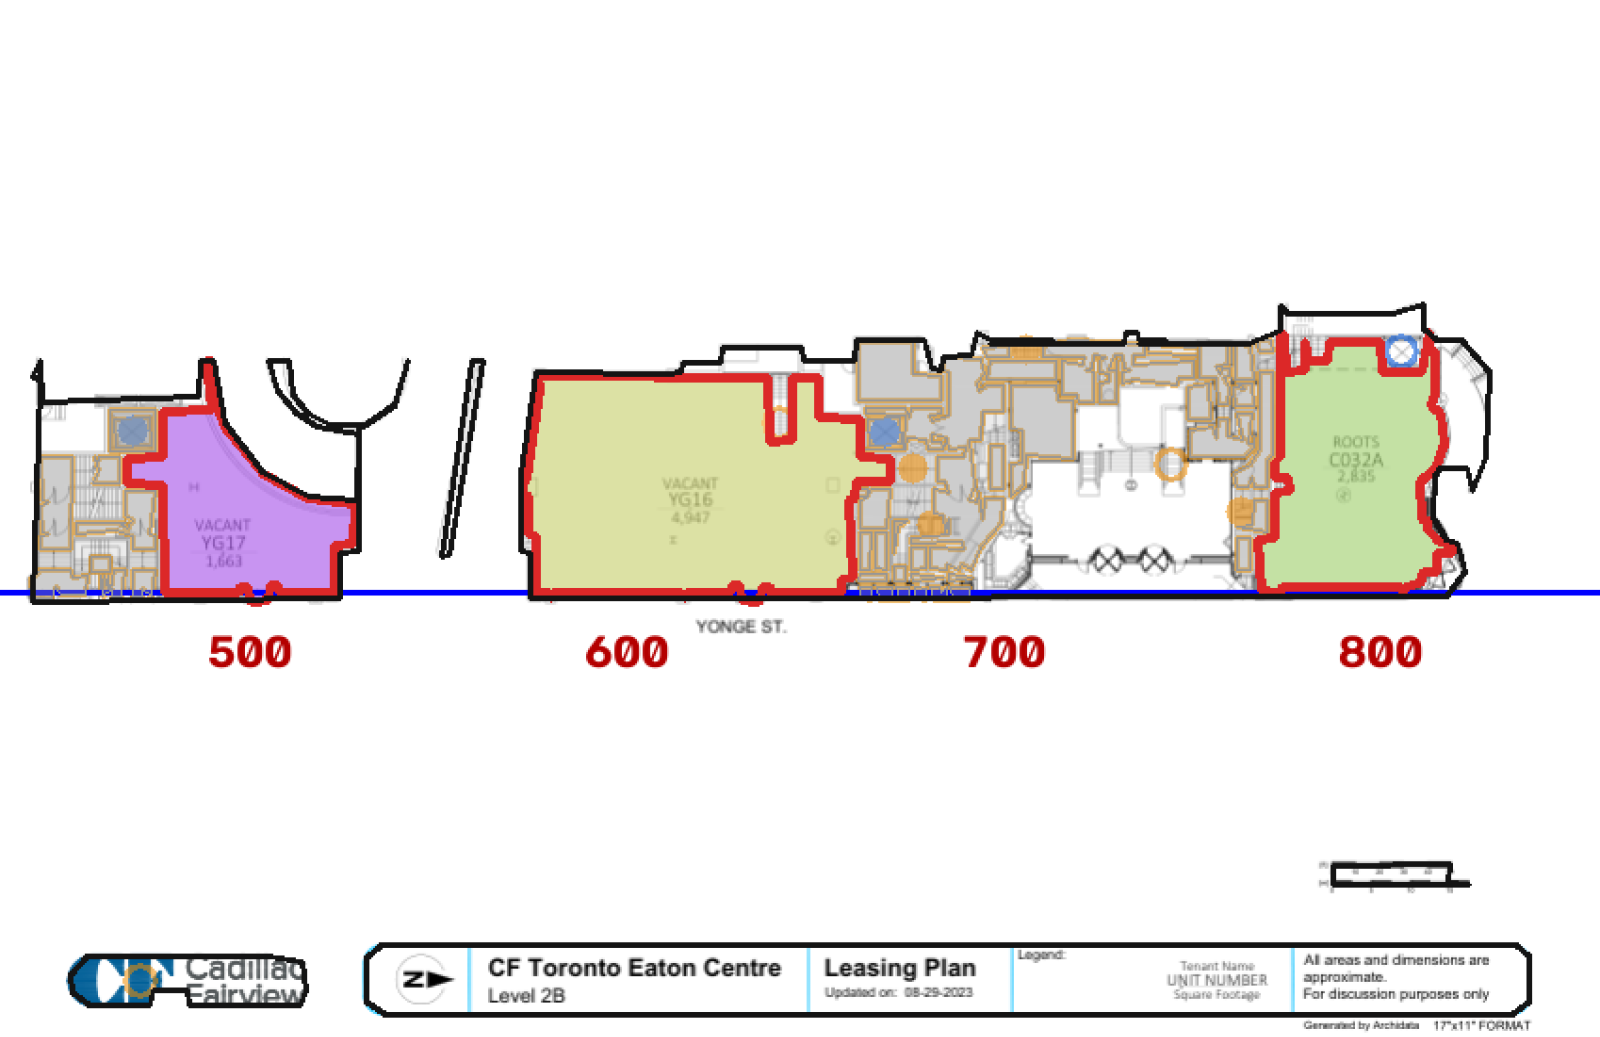 ROOTS
C032A
2,835
VACANT
YG16
4,947
VACANT
YG17
1,663
YONGE ST.
500 600 700 800
Cadillac
Fairview
N
CF Toronto Eaton Centre
Level 2B
Leasing Plan
Updated on: 08-29-2023
Legend:
Tenant Name
UNIT NUMBER
Square Footage
All areas and dimensions are
approximate.
For discussion purposes only
Generated by Archidata 17"x11" FORMAT